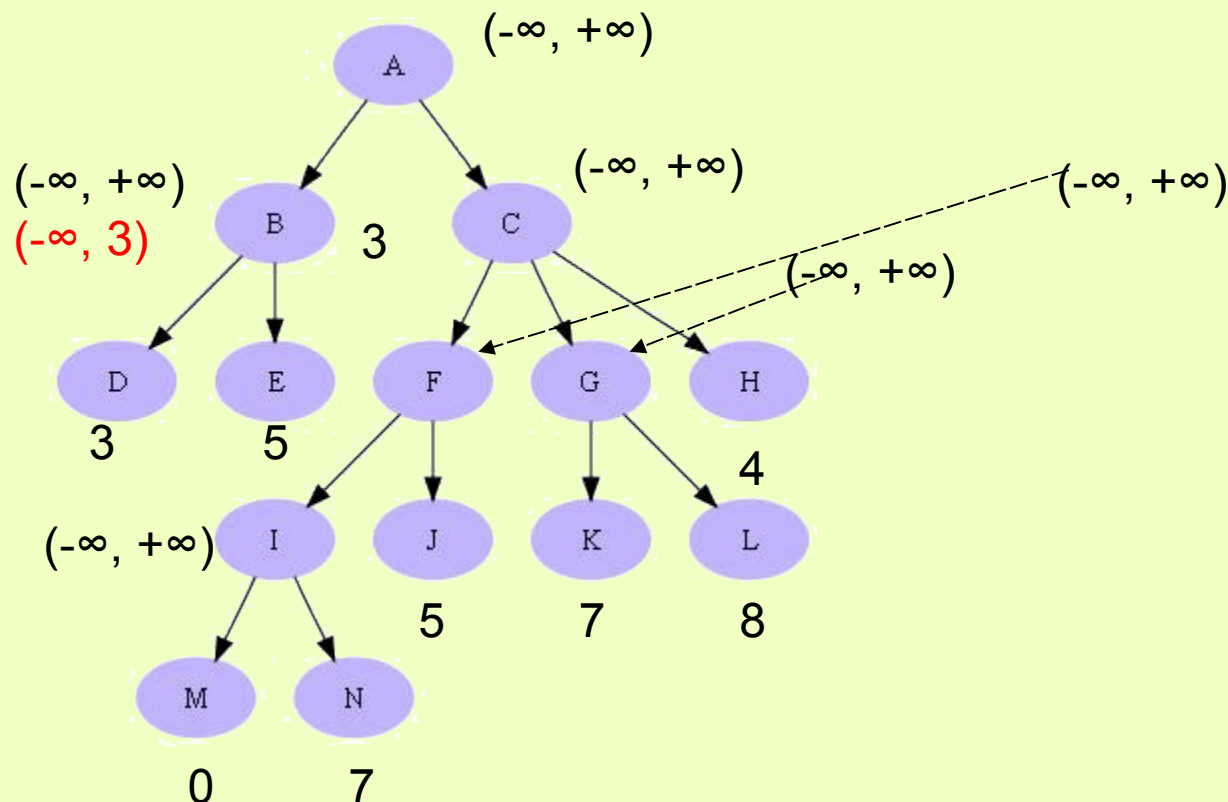 (-∞, +∞)
A
(-∞, +∞)
(-∞, +∞)
(-∞, +∞)
(-∞, 3)
B
3
C
(-∞, +∞)
D
E
F
G
H
3
5
4
(-∞, +∞)
I
J
K
L
5
7
8
M
N
0
7